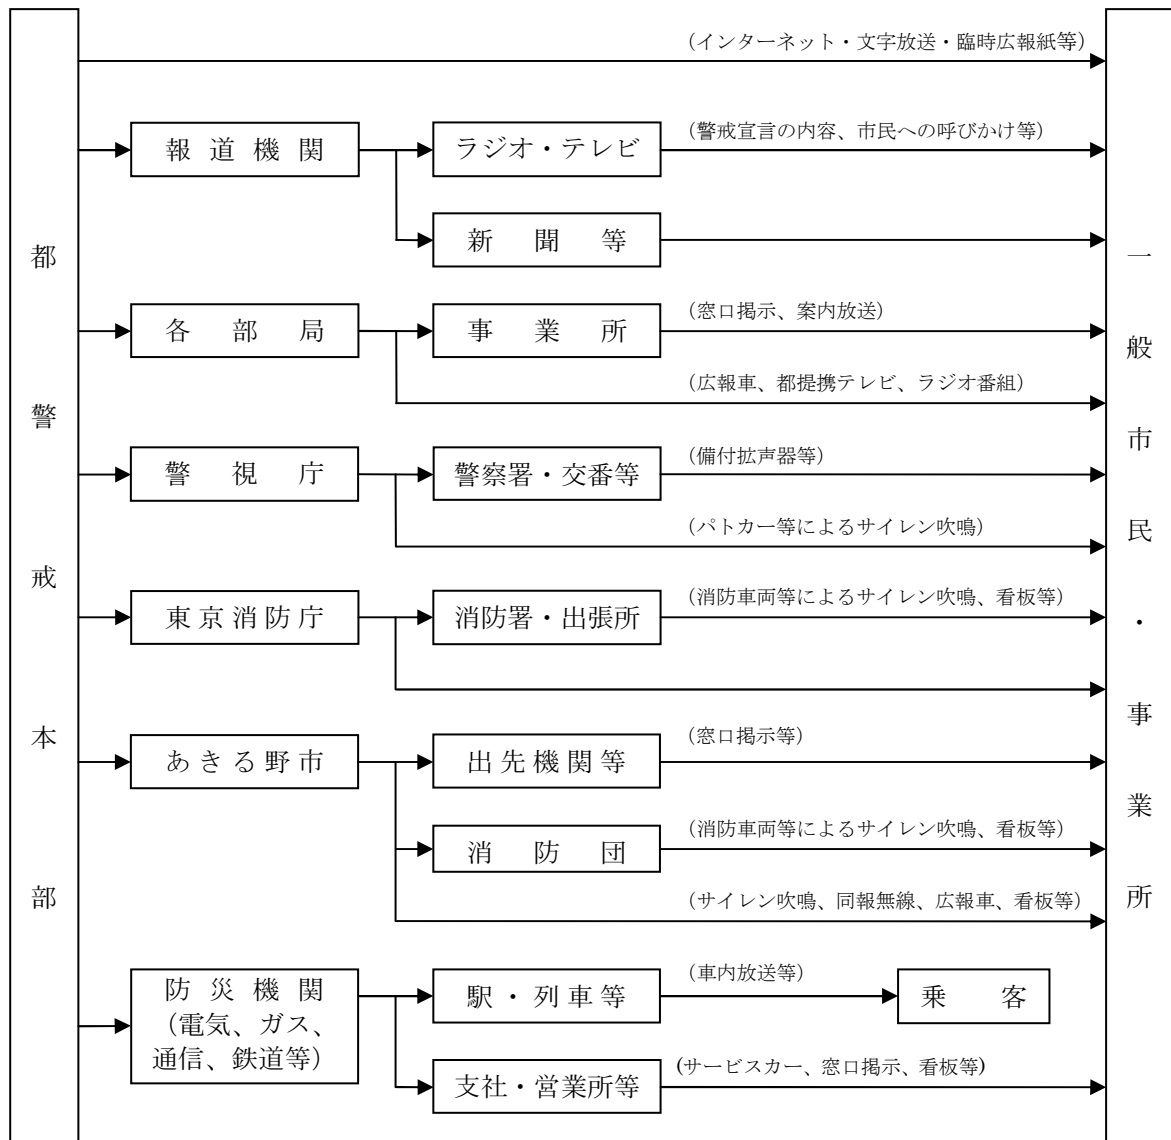 都警戒本部
(インターネット・文字放送・臨時広報紙等)
報道機関
ラジオ・テレビ
(警戒宣言の内容、市民への呼びかけ等)
新聞等
各部局
事業所
(窓口掲示、案内放送)
(広報車、都提携テレビ、ラジオ番組)
警視庁
警察署・交番等
(備付拡声器等)
(パトカー等によるサイレン吹鳴)
東京消防庁
消防署・出張所
(消防車両等によるサイレン吹鳴、看板等)
あきる野市
出先機関等
(窓口掲示等)
消防団
(消防車両等によるサイレン吹鳴、看板等)
(サイレン吹鳴、同報無線、広報車、看板等)
防災機関
(電気、ガス、
通信、鉄道等)
駅・列車等
(車内放送等)
乗客
支社・営業所等
(サービスカー、窓口掲示、看板等)
一般市民・事業所